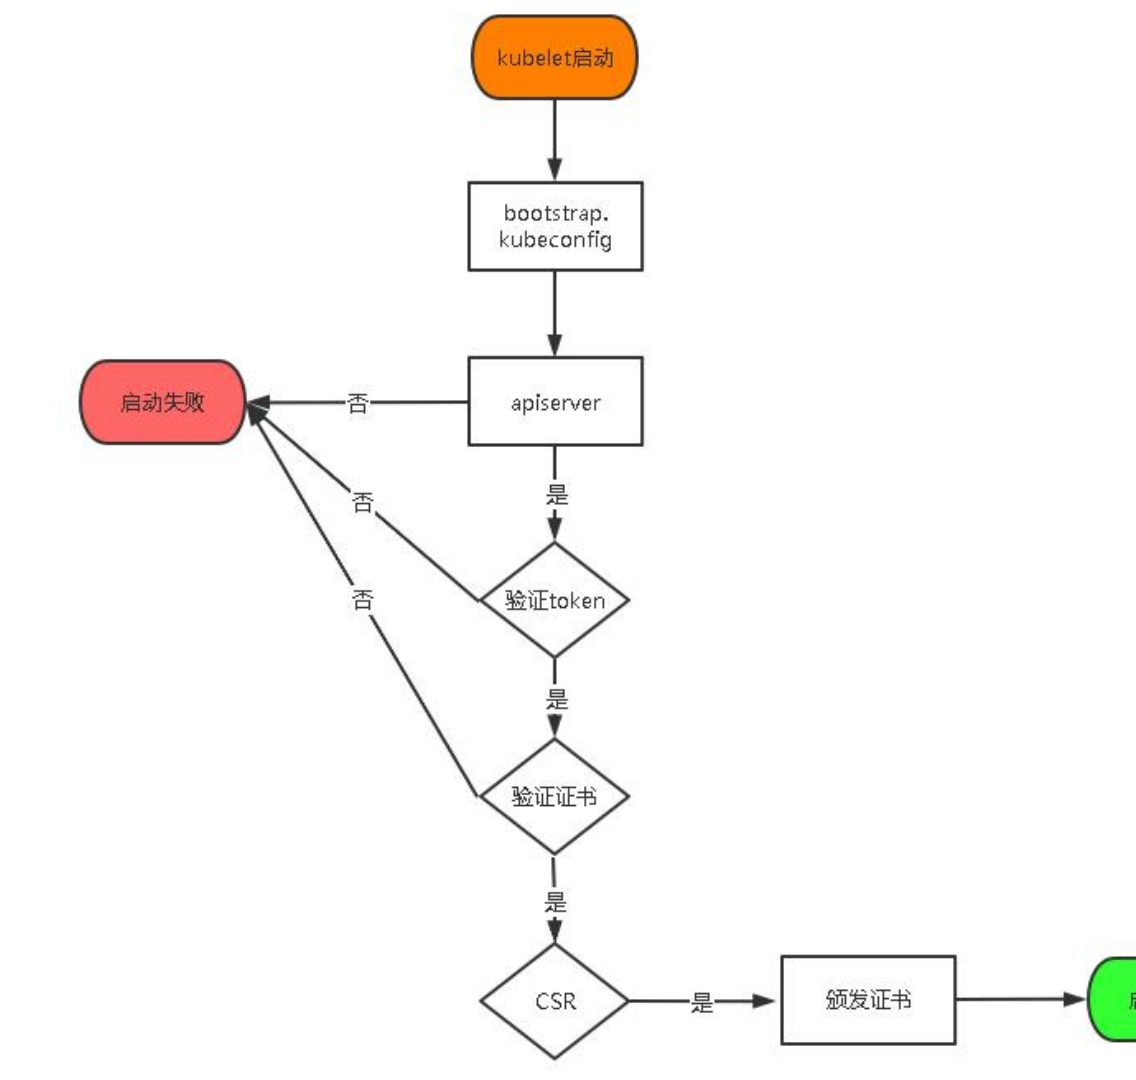 kubelet启动
bootstrap.
kubeconfig
启动失败
否
apiserver
是
否
验证token
否
是
验证证书
是
CSR
是
颁发证书